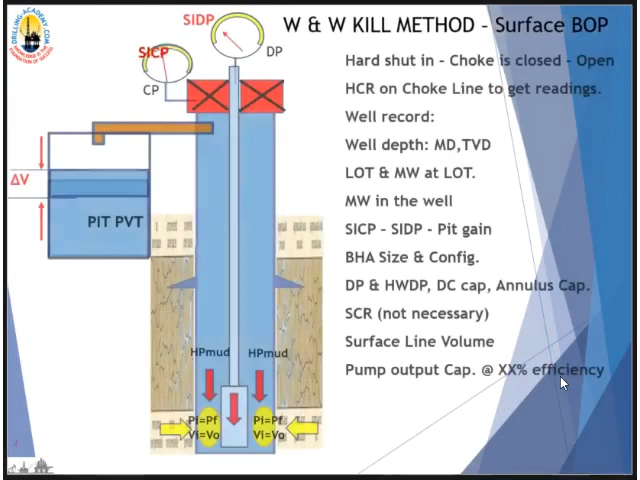 W & W KILL METHOD – Surface BOP
SIDP
DP
SICP
CP
ΔV
PIT PVT
HPmud
HPmud
Pi=Pf
Vi=Vo
Pi=Pf
Vi=Vo
Hard shut in – Choke is closed – Open
HCR on Choke Line to get readings.
Well record:
Well depth: MD,TVD
LOT & MW at LOT.
MW in the well
SICP – SIDP - Pit gain
BHA Size & Config.
DP & HWDP, DC cap, Annulus Cap.
SCR (not necessary)
Surface Line Volume
Pump output Cap. @ XX% efficiency
DRILLING-ACADEMY.COM